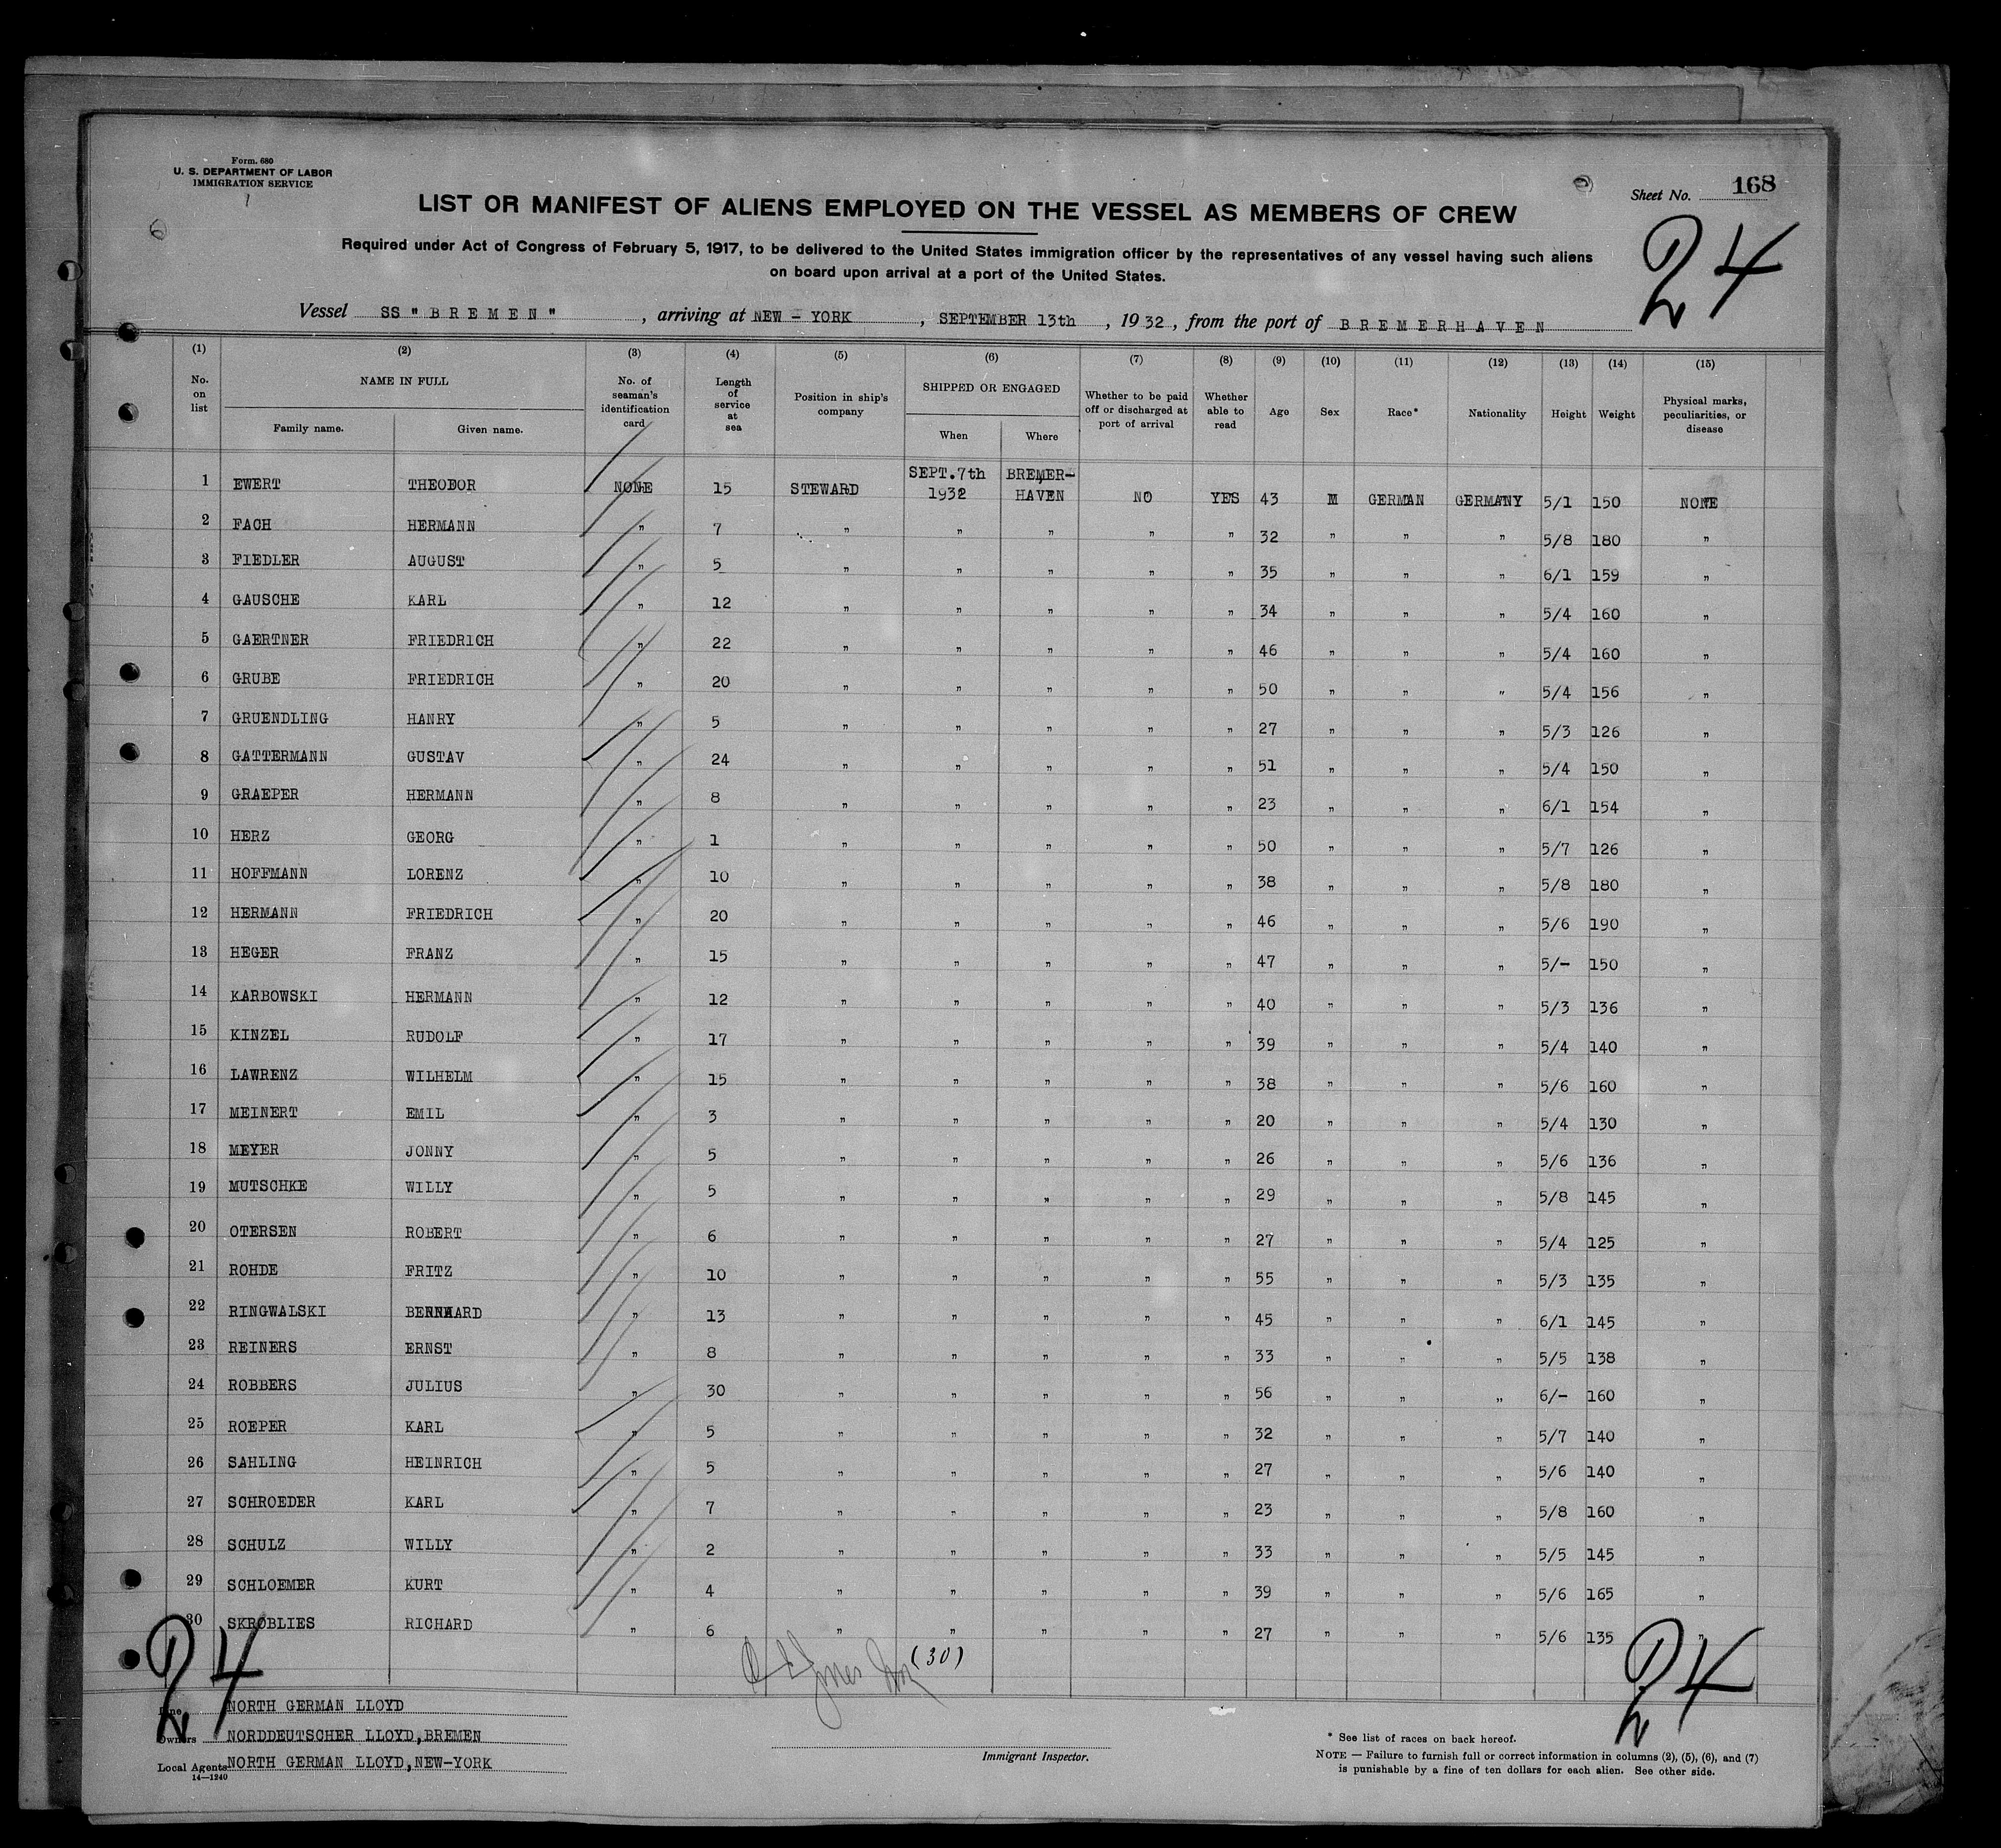 Form. 680
U. S. DEPARTMENT OF LABOR
IMMIGRATION SERVICE
Sheet No. 168
24
LIST OR MANIFEST OF ALIENS EMPLOYED ON THE VESSEL AS MEMBERS OF CREW
Required under Act of Congress of February 5, 1917, to be delivered to the United States immigration officer by the representatives of any vessel having such aliens
on board upon arrival at a port of the United States.
Vessel SS "BREMEN", arriving at NEW-YORK, SEPTEMBER 13th, 1932, from the port of BREMERHAVEN
(1) (2) (3) (4) (5) (6) (7) (8) (9) (10) (11) (12) (13) (14) (15)
No. on list NAME IN FULL Family name. Given name. No. of seaman's identification card Length of service at sea Position in ship's company SHIPPED OR ENGAGED When Where Whether to be paid off or discharged at port of arrival Whether able to read Age Sex Race* Nationality Height Weight Physical marks, peculiarities, or disease
1 EWERT THEODOR NONE 15 STEWARD SEPT.7th 1932 BREMER-HAVEN NO YES 43 M GERMAN GERMANY 5/1 150 NONE
2 FACH HERMANN " 7 " " " " " 32 " " " 5/8 180 "
3 FIEDLER AUGUST " 5 " " " " " 35 " " " 6/1 159 "
4 GAUSCHE KARL " 12 " " " " " 34 " " " 5/4 160 "
5 GAERTNER FRIEDRICH " 22 " " " " " 46 " " " 5/4 160 "
6 GRUBE FRIEDRICH " 20 " " " " " 50 " " " 5/4 156 "
7 GRUENDLING HANRY " 5 " " " " " 27 " " " 5/3 126 "
8 GATTERMANN GUSTAV " 24 " " " " " 51 " " " 5/4 150 "
9 GRAEPER HERMANN " 8 " " " " " 23 " " " 6/1 154 "
10 HERZ GEORG " 1 " " " " " 50 " " " 5/7 126 "
11 HOFFMANN LORENZ " 10 " " " " " 38 " " " 5/8 180 "
12 HERMANN FRIEDRICH " 20 " " " " " 46 " " " 5/6 190 "
13 HEGER FRANZ " 15 " " " " " 47 " " " 5/- 150 "
14 KARBOWSKI HERMANN " 12 " " " " " 40 " " " 5/3 136 "
15 KINZEL RUDOLF " 17 " " " " " 39 " " " 5/4 140 "
16 LAWRENZ WILHELM " 15 " " " " " 38 " " " 5/6 160 "
17 MEINERT EMIL " 3 " " " " " 20 " " " 5/4 130 "
18 MEYER JONNY " 5 " " " " " 26 " " " 5/6 136 "
19 MUTSCHKE WILLY " 5 " " " " " 29 " " " 5/8 145 "
20 OTERSEN ROBERT " 6 " " " " " 27 " " " 5/4 125 "
21 ROHDE FRITZ " 10 " " " " " 55 " " " 5/3 135 "
22 RINGWALSKI BERNHARD " 13 " " " " " 45 " " " 6/1 145 "
23 REINERS ERNST " 8 " " " " " 33 " " " 5/5 138 "
24 ROBBERS JULIUS " 30 " " " " " 56 " " " 6/- 160 "
25 ROEPER KARL " 5 " " " " " 32 " " " 5/7 140 "
26 SAHLING HEINRICH " 5 " " " " " 27 " " " 5/6 140 "
27 SCHROEDER KARL " 7 " " " " " 23 " " " 5/8 160 "
28 SCHULZ WILLY " 2 " " " " " 33 " " " 5/5 145 "
29 SCHLOEMER KURT " 4 " " " " " 39 " " " 5/6 165 "
30 SKROBLIES RICHARD " 6 " " " " " 27 " " " 5/6 135 "
(30)
24
24
Line NORTH GERMAN LLOYD
Owners NORDDEUTSCHER LLOYD,BREMEN
Local Agents NORTH GERMAN LLOYD,NEW-YORK
14—1240
Immigrant Inspector.
* See list of races on back hereof.
NOTE — Failure to furnish full or correct information in columns (2), (5), (6), and (7)
is punishable by a fine of ten dollars for each alien. See other side.